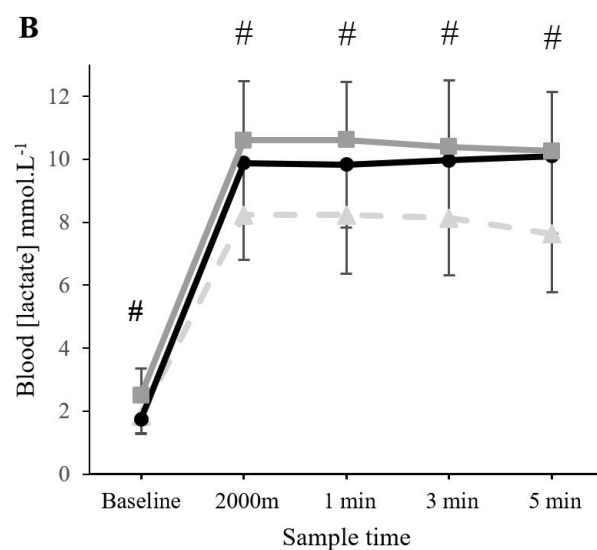 B
# # # #
12
10
8
6
4
2
0
#
Blood [lactate] mmol.L⁻¹
Baseline 2000m 1 min 3 min 5 min
Sample time